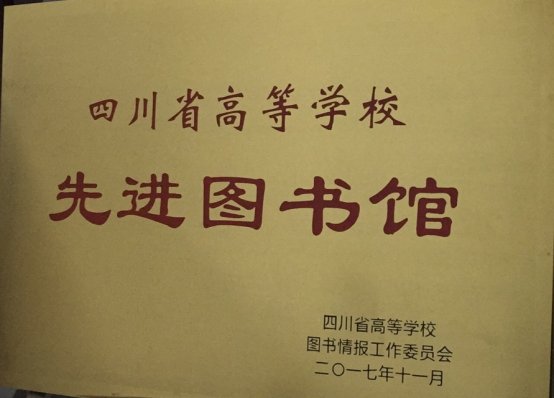 四川省高等学校
先进图书馆
四川省高等学校
图书情报工作委员会
二〇一七年十一月